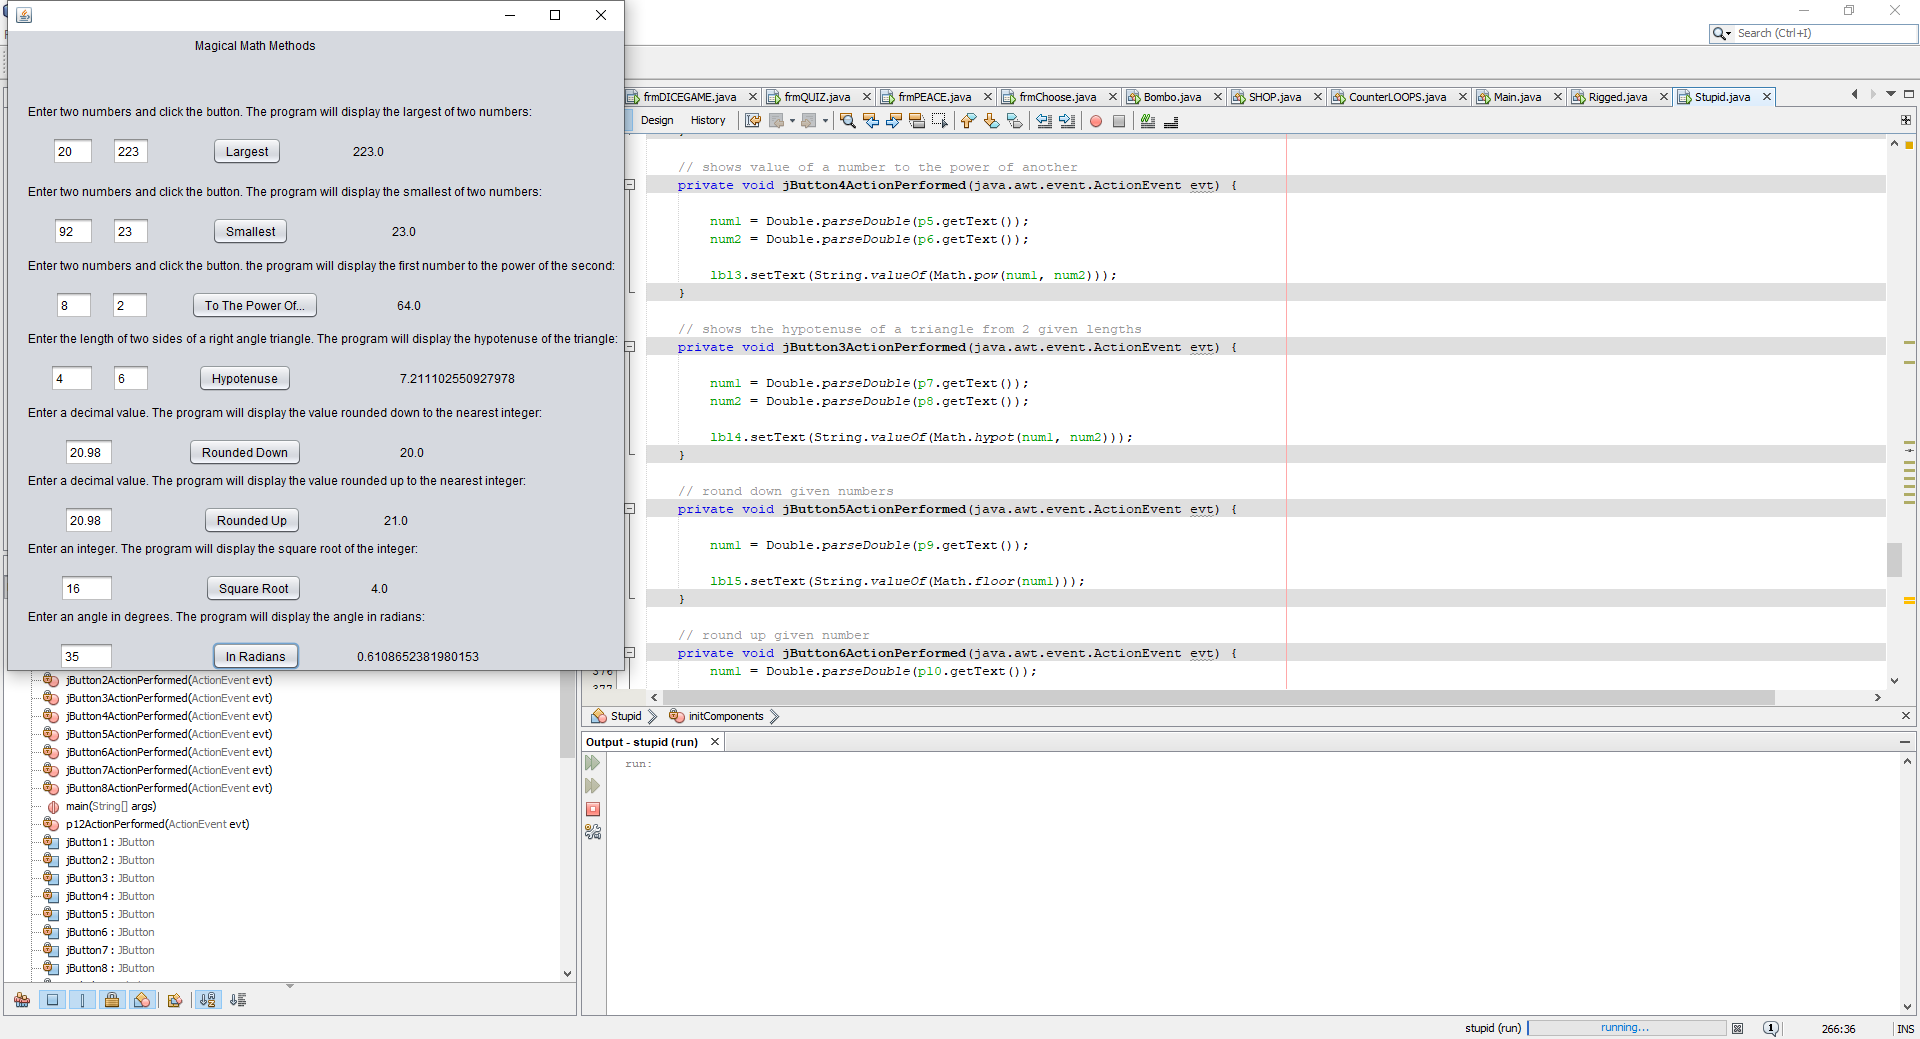 Magical Math Methods
Enter two numbers and click the button. The program will display the largest of two numbers:
20 223 Largest 223.0
Enter two numbers and click the button. The program will display the smallest of two numbers:
92 23 Smallest 23.0
Enter two numbers and click the button. the program will display the first number to the power of the second:
8 2 To The Power Of... 64.0
Enter the length of two sides of a right angle triangle. The program will display the hypotenuse of the triangle:
4 6 Hypotenuse 7.211102550927978
Enter a decimal value. The program will display the value rounded down to the nearest integer:
20.98 Rounded Down 20.0
Enter a decimal value. The program will display the value rounded up to the nearest integer:
20.98 Rounded Up 21.0
Enter an integer. The program will display the square root of the integer:
16 Square Root 4.0
Enter an angle in degrees. The program will display the angle in radians:
35 In Radians 0.6108652381980153
Search (Ctrl+I)
frmDICEGAME.java frmQUIZ.java frmPEACE.java frmChoose.java Bombo.java SHOP.java CounterLOOPS.java Main.java Rigged.java Stupid.java
Design History
// shows value of a number to the power of another
private void jButton4ActionPerformed(java.awt.event.ActionEvent evt) {
num1 = Double.parseDouble(p5.getText());
num2 = Double.parseDouble(p6.getText());
lbl3.setText(String.valueOf(Math.pow(num1, num2)));
}
// shows the hypotenuse of a triangle from 2 given lengths
private void jButton3ActionPerformed(java.awt.event.ActionEvent evt) {
num1 = Double.parseDouble(p7.getText());
num2 = Double.parseDouble(p8.getText());
lbl4.setText(String.valueOf(Math.hypot(num1, num2)));
}
// round down given numbers
private void jButton5ActionPerformed(java.awt.event.ActionEvent evt) {
num1 = Double.parseDouble(p9.getText());
lbl5.setText(String.valueOf(Math.floor(num1)));
}
// round up given number
private void jButton6ActionPerformed(java.awt.event.ActionEvent evt) {
num1 = Double.parseDouble(p10.getText());
Stupid initComponents
Output - stupid (run)
run:
jButton2ActionPerformed(ActionEvent evt)
jButton3ActionPerformed(ActionEvent evt)
jButton4ActionPerformed(ActionEvent evt)
jButton5ActionPerformed(ActionEvent evt)
jButton6ActionPerformed(ActionEvent evt)
jButton7ActionPerformed(ActionEvent evt)
jButton8ActionPerformed(ActionEvent evt)
main(String[] args)
p12ActionPerformed(ActionEvent evt)
jButton1 : JButton
jButton2 : JButton
jButton3 : JButton
jButton4 : JButton
jButton5 : JButton
jButton6 : JButton
jButton7 : JButton
jButton8 : JButton
stupid (run) running... 1 266:36 INS